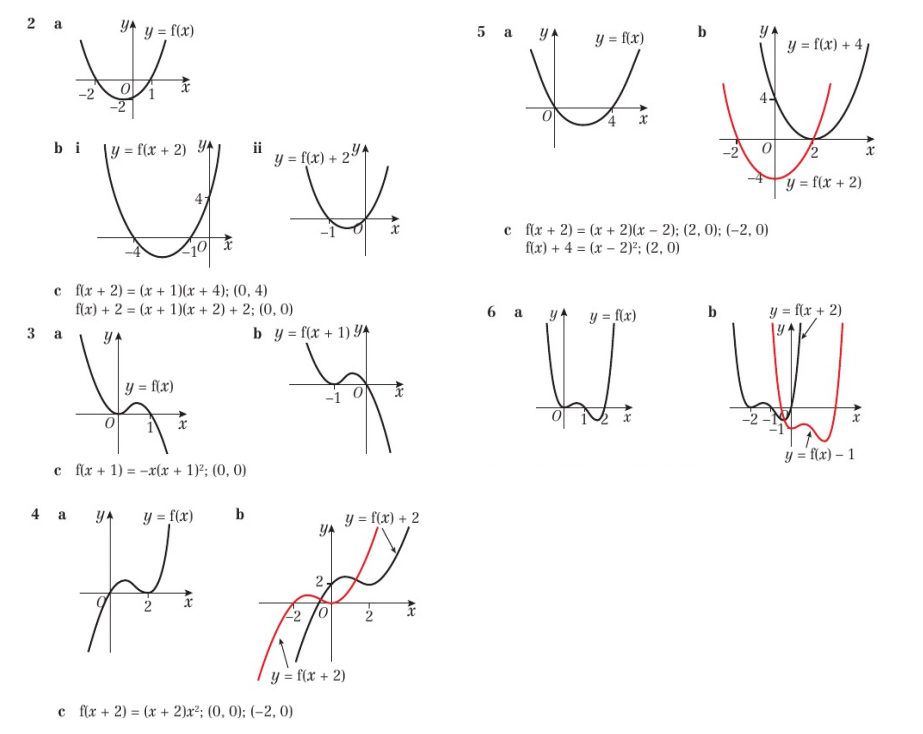 2 a
y
y = f(x)
−2 O 1 x
−2
b i
y = f(x + 2) y
4
−4 −1 O x
ii
y = f(x) + 2 y
−1 O x
c f(x + 2) = (x + 1)(x + 4); (0, 4)
f(x) + 2 = (x + 1)(x + 2) + 2; (0, 0)
3 a
y
y = f(x)
O 1 x
b y = f(x + 1) y
−1 O x
c f(x + 1) = −x(x + 1)²; (0, 0)
4 a
y y = f(x)
O 2 x
b
y = f(x) + 2
y
2
−2 O 2 x
y = f(x + 2)
c f(x + 2) = (x + 2)x²; (0, 0); (−2, 0)
5 a
y y = f(x)
O 4 x
b
y
y = f(x) + 4
4
−2 O 2 x
−4 y = f(x + 2)
c f(x + 2) = (x + 2)(x − 2); (2, 0); (−2, 0)
f(x) + 4 = (x − 2)²; (2, 0)
6 a
y y = f(x)
O 1 2 x
b
y = f(x + 2)
y
−2 −1 O x
−1
y = f(x) − 1